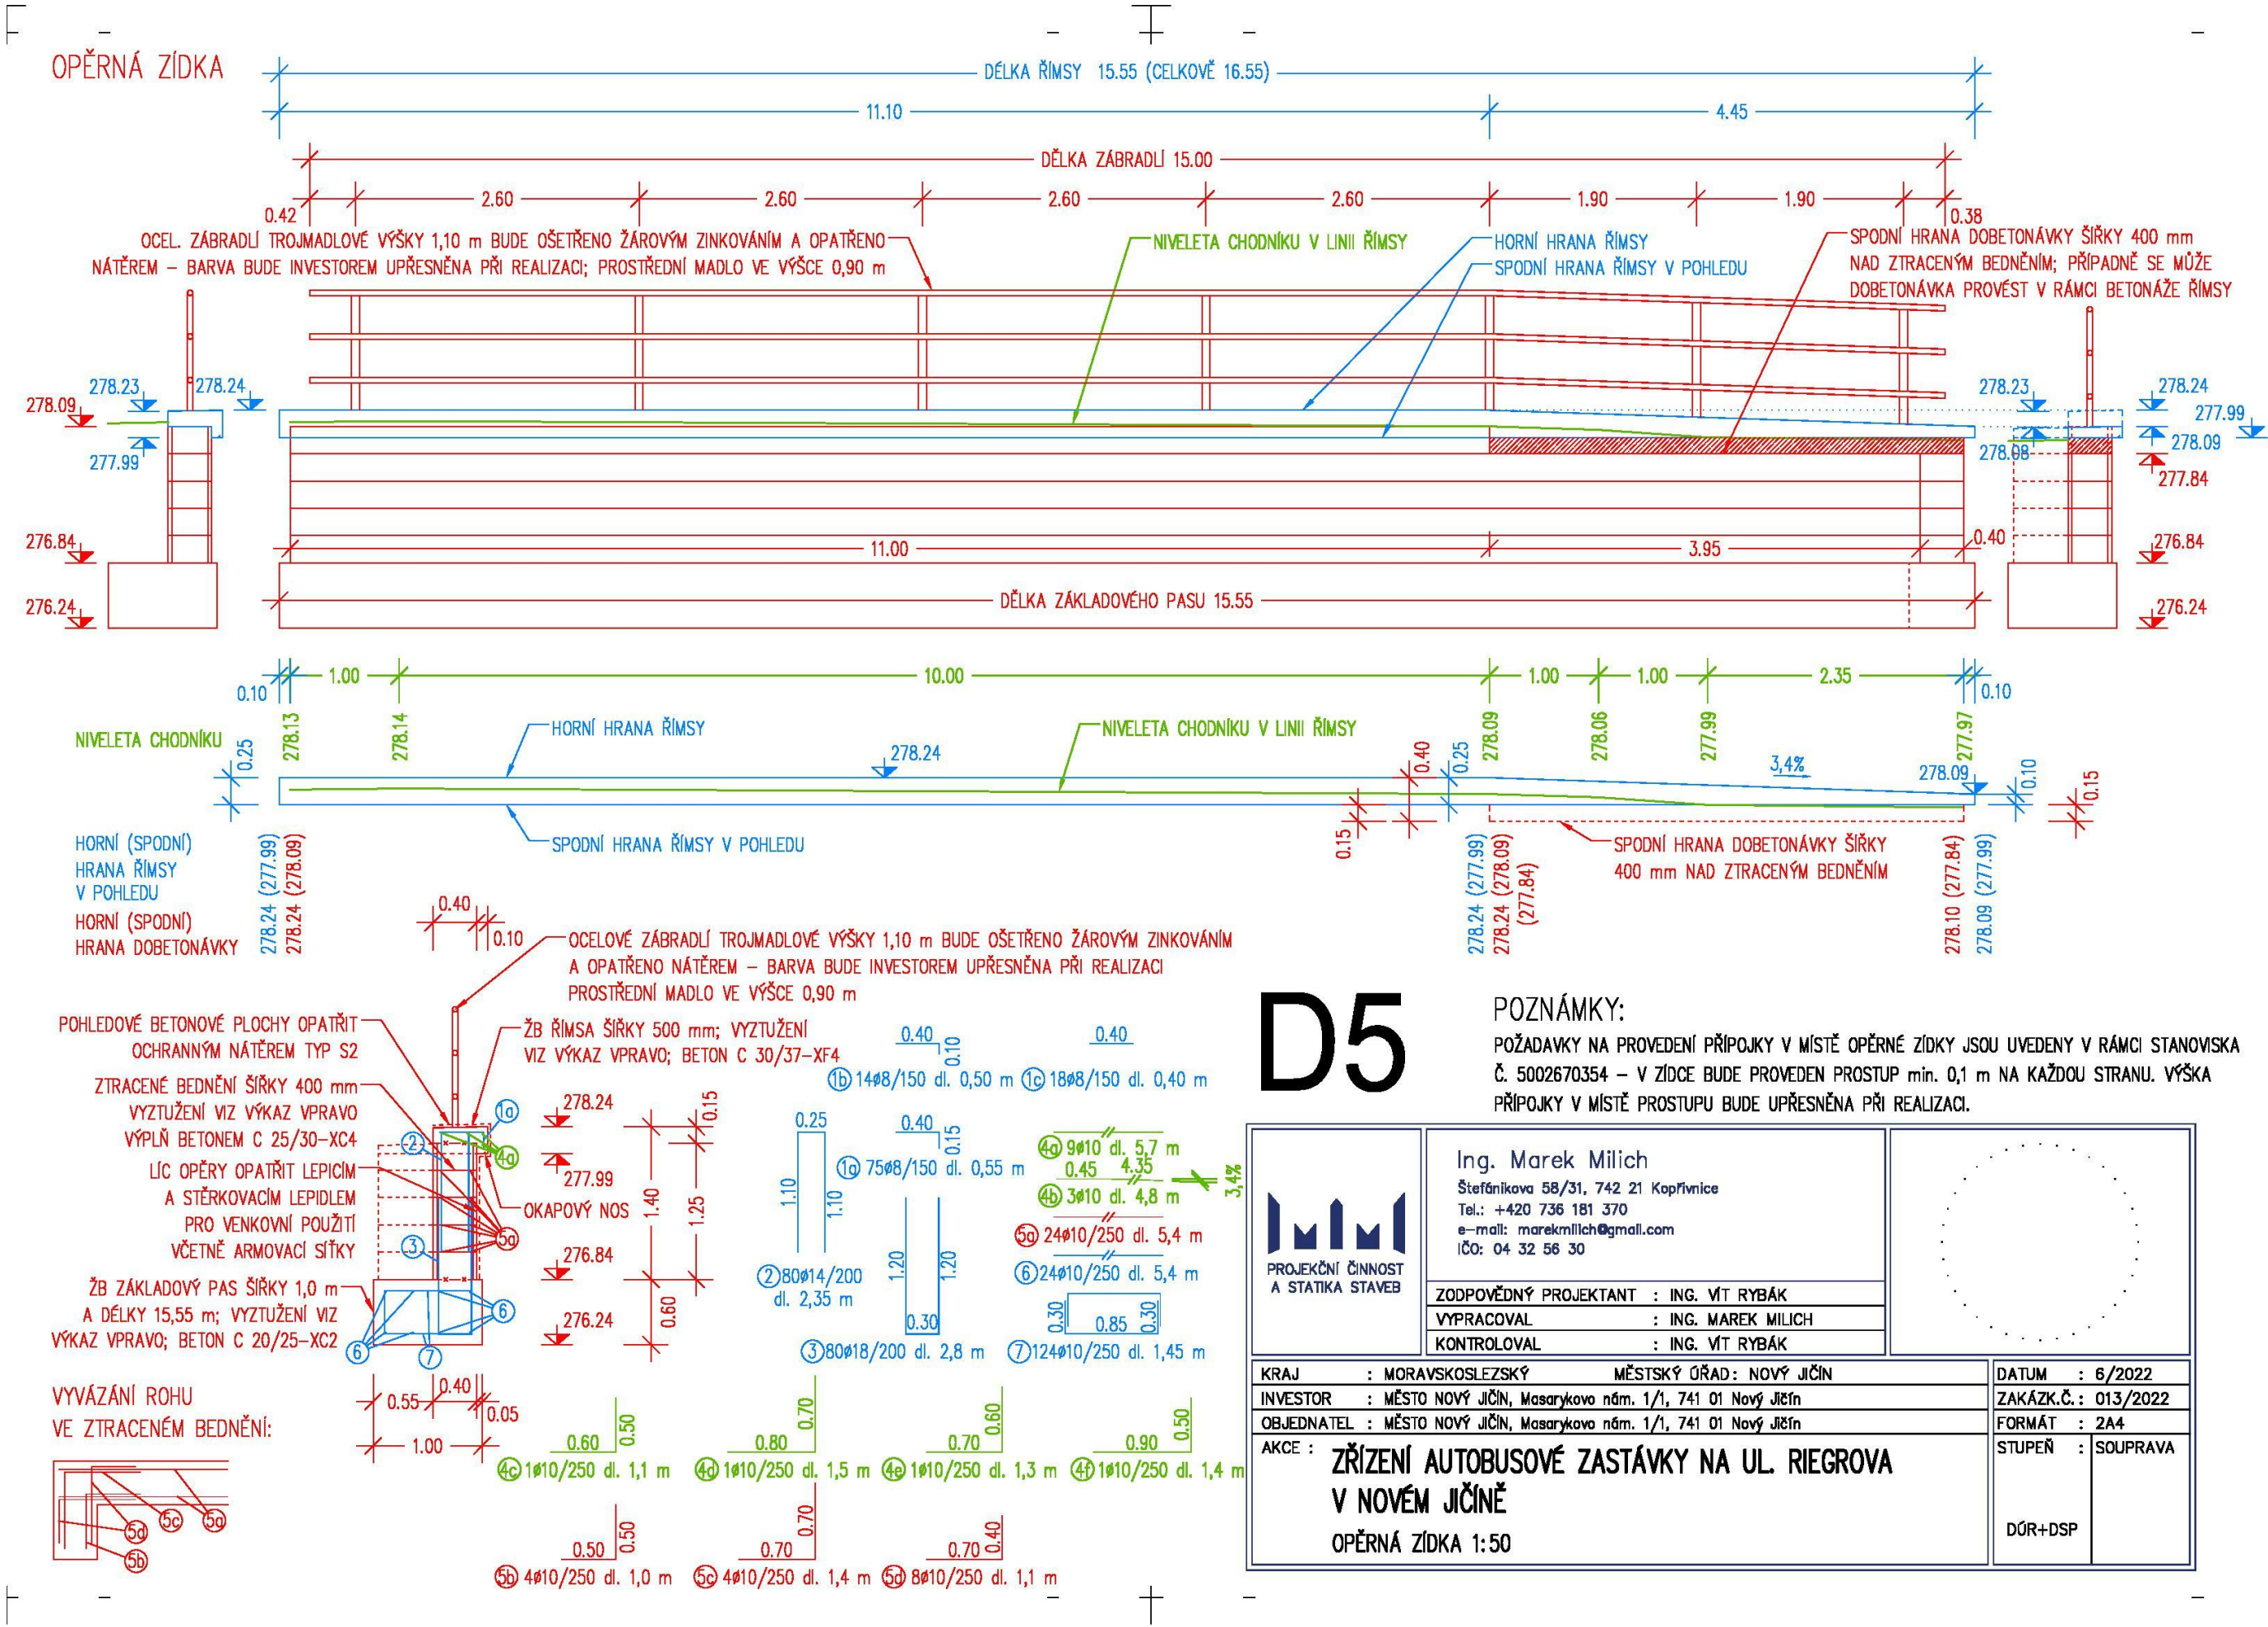 OPĚRNÁ ZÍDKA
DÉLKA ŘÍMSY 15.55 (CELKOVĚ 16.55)
11.10
4.45
DĚLKA ZÁBRADLÍ 15.00
0.42
2.60
2.60
2.60
2.60
1.90
1.90
0.38
OCEL. ZÁBRADLÍ TROJMADLOVÉ VÝŠKY 1,10 m BUDE OŠETŘENO ŽÁROVÝM ZINKOVÁNÍM A OPATŘENO
NÁTĚREM – BARVA BUDE INVESTOREM UPŘESNĚNA PŘI REALIZACI; PROSTŘEDNÍ MADLO VE VÝŠCE 0,90 m
NIVELETA CHODNÍKU V LINII ŘÍMSY
HORNÍ HRANA ŘÍMSY
SPODNÍ HRANA ŘÍMSY V POHLEDU
SPODNÍ HRANA DOBETONÁVKY ŠÍŘKY 400 mm
NAD ZTRACENÝM BEDNĚNÍM; PŘÍPADNĚ SE MŮŽE
DOBETONÁVKA PROVÉST V RÁMCI BETONÁŽE ŘÍMSY
278.23
278.24
278.09
277.99
276.84
276.24
278.23
278.24
277.99
278.09
278.08
277.84
276.84
276.24
11.00
3.95
0.40
DĚLKA ZÁKLADOVÉHO PASU 15.55
0.10
1.00
10.00
1.00
1.00
2.35
0.10
NIVELETA CHODNÍKU
278.13
278.14
278.09
278.06
277.99
277.97
0.25
HORNÍ HRANA ŘÍMSY
278.24
NIVELETA CHODNÍKU V LINII ŘÍMSY
0.40
0.25
3,4%
278.09
0.10
0.15
0.15
SPODNÍ HRANA ŘÍMSY V POHLEDU
SPODNÍ HRANA DOBETONÁVKY ŠÍŘKY
400 mm NAD ZTRACENÝM BEDNĚNÍM
HORNÍ (SPODNÍ)
HRANA ŘÍMSY
V POHLEDU
HORNÍ (SPODNÍ)
HRANA DOBETONÁVKY
278.24 (277.99)
278.24 (278.09)
278.24 (277.99)
278.24 (278.09)
(277.84)
278.10 (277.84)
278.09 (277.99)
0.40
0.10
OCELOVÉ ZÁBRADLÍ TROJMADLOVÉ VÝŠKY 1,10 m BUDE OŠETŘENO ŽÁROVÝM ZINKOVÁNÍM
A OPATŘENO NÁTĚREM – BARVA BUDE INVESTOREM UPŘESNĚNA PŘI REALIZACI
PROSTŘEDNÍ MADLO VE VÝŠCE 0,90 m
POHLEDOVÉ BETONOVÉ PLOCHY OPATŘIT
OCHRANNÝM NÁTĚREM TYP S2
ZTRACENÉ BEDNĚNÍ ŠÍŘKY 400 mm
VYZTUŽENÍ VIZ VÝKAZ VPRAVO
VÝPLŇ BETONEM C 25/30-XC4
LÍC OPĚRY OPATŘIT LEPICÍM
A STĚRKOVACÍM LEPIDLEM
PRO VENKOVNÍ POUŽITÍ
VČETNĚ ARMOVACÍ SÍŤKY
ŽB ZÁKLADOVÝ PAS ŠÍŘKY 1,0 m
A DÉLKY 15,55 m; VYZTUŽENÍ VIZ
VÝKAZ VPRAVO; BETON C 20/25-XC2
ŽB ŘÍMSA ŠÍŘKY 500 mm; VYZTUŽENÍ
VIZ VÝKAZ VPRAVO; BETON C 30/37-XF4
1a
2
4a
3
5a
6
6
7
278.24
277.99
OKAPOVÝ NOS
276.84
276.24
0.15
1.40
1.25
0.60
0.55
0.40
0.05
1.00
0.40
0.10
1b 14ø8/150 dl. 0,50 m
0.40
1c 18ø8/150 dl. 0,40 m
0.25
1.10
1.10
2 80ø14/200
dl. 2,35 m
0.40
0.15
1a 75ø8/150 dl. 0,55 m
1.20
1.20
0.30
3 80ø18/200 dl. 2,8 m
4a 9ø10 dl. 5,7 m
0.45
4.35
4b 3ø10 dl. 4,8 m
3,4%
5a 24ø10/250 dl. 5,4 m
6 24ø10/250 dl. 5,4 m
0.30
0.85
0.30
7 124ø10/250 dl. 1,45 m
0.60
0.50
4c 1ø10/250 dl. 1,1 m
0.80
0.70
4d 1ø10/250 dl. 1,5 m
0.70
0.60
4e 1ø10/250 dl. 1,3 m
0.90
0.50
4f 1ø10/250 dl. 1,4 m
0.50
0.50
5b 4ø10/250 dl. 1,0 m
0.70
0.70
5c 4ø10/250 dl. 1,4 m
0.70
0.40
5d 8ø10/250 dl. 1,1 m
VYVÁZÁNÍ ROHU
VE ZTRACENÉM BEDNĚNÍ:
5d
5c
5a
5b
D5
POZNÁMKY:
POŽADAVKY NA PROVEDENÍ PŘÍPOJKY V MÍSTĚ OPĚRNÉ ZÍDKY JSOU UVEDENY V RÁMCI STANOVISKA
Č. 5002670354 – V ZÍDCE BUDE PROVEDEN PROSTUP min. 0,1 m NA KAŽDOU STRANU. VÝŠKA
PŘÍPOJKY V MÍSTĚ PROSTUPU BUDE UPŘESNĚNA PŘI REALIZACI.
PROJEKČNÍ ČINNOST
A STATIKA STAVEB
Ing. Marek Milich
Štefánikova 58/31, 742 21 Kopřivnice
Tel.: +420 736 181 370
e-mail: marekmilich@gmail.com
IČO: 04 32 56 30
ZODPOVĚDNÝ PROJEKTANT : ING. VÍT RYBÁK
VYPRACOVAL : ING. MAREK MILICH
KONTROLOVAL : ING. VÍT RYBÁK
KRAJ : MORAVSKOSLEZSKÝ MĚSTSKÝ ÚŘAD: NOVÝ JIČÍN
INVESTOR : MĚSTO NOVÝ JIČÍN, Masarykovo nám. 1/1, 741 01 Nový Jičín
OBJEDNATEL : MĚSTO NOVÝ JIČÍN, Masarykovo nám. 1/1, 741 01 Nový Jičín
DATUM : 6/2022
ZAKÁZK.Č.: 013/2022
FORMÁT : 2A4
AKCE : ZŘÍZENÍ AUTOBUSOVÉ ZASTÁVKY NA UL. RIEGROVA
V NOVÉM JIČÍNĚ
OPĚRNÁ ZÍDKA 1:50
STUPEŇ : SOUPRAVA
DÚR+DSP